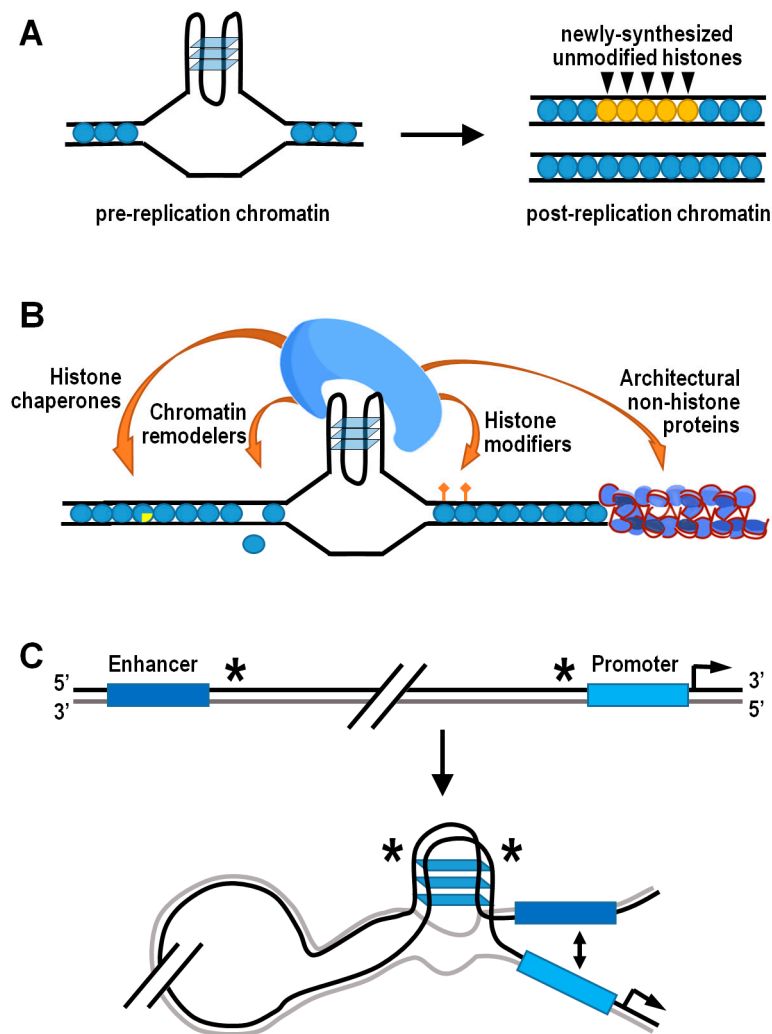 A
newly-synthesized
unmodified histones
pre-replication chromatin
post-replication chromatin
B
Histone
chaperones
Chromatin
remodelers
Histone
modifiers
Architectural
non-histone
proteins
C
Enhancer
*
*
Promoter
5’
3’
3’
5’
*
*